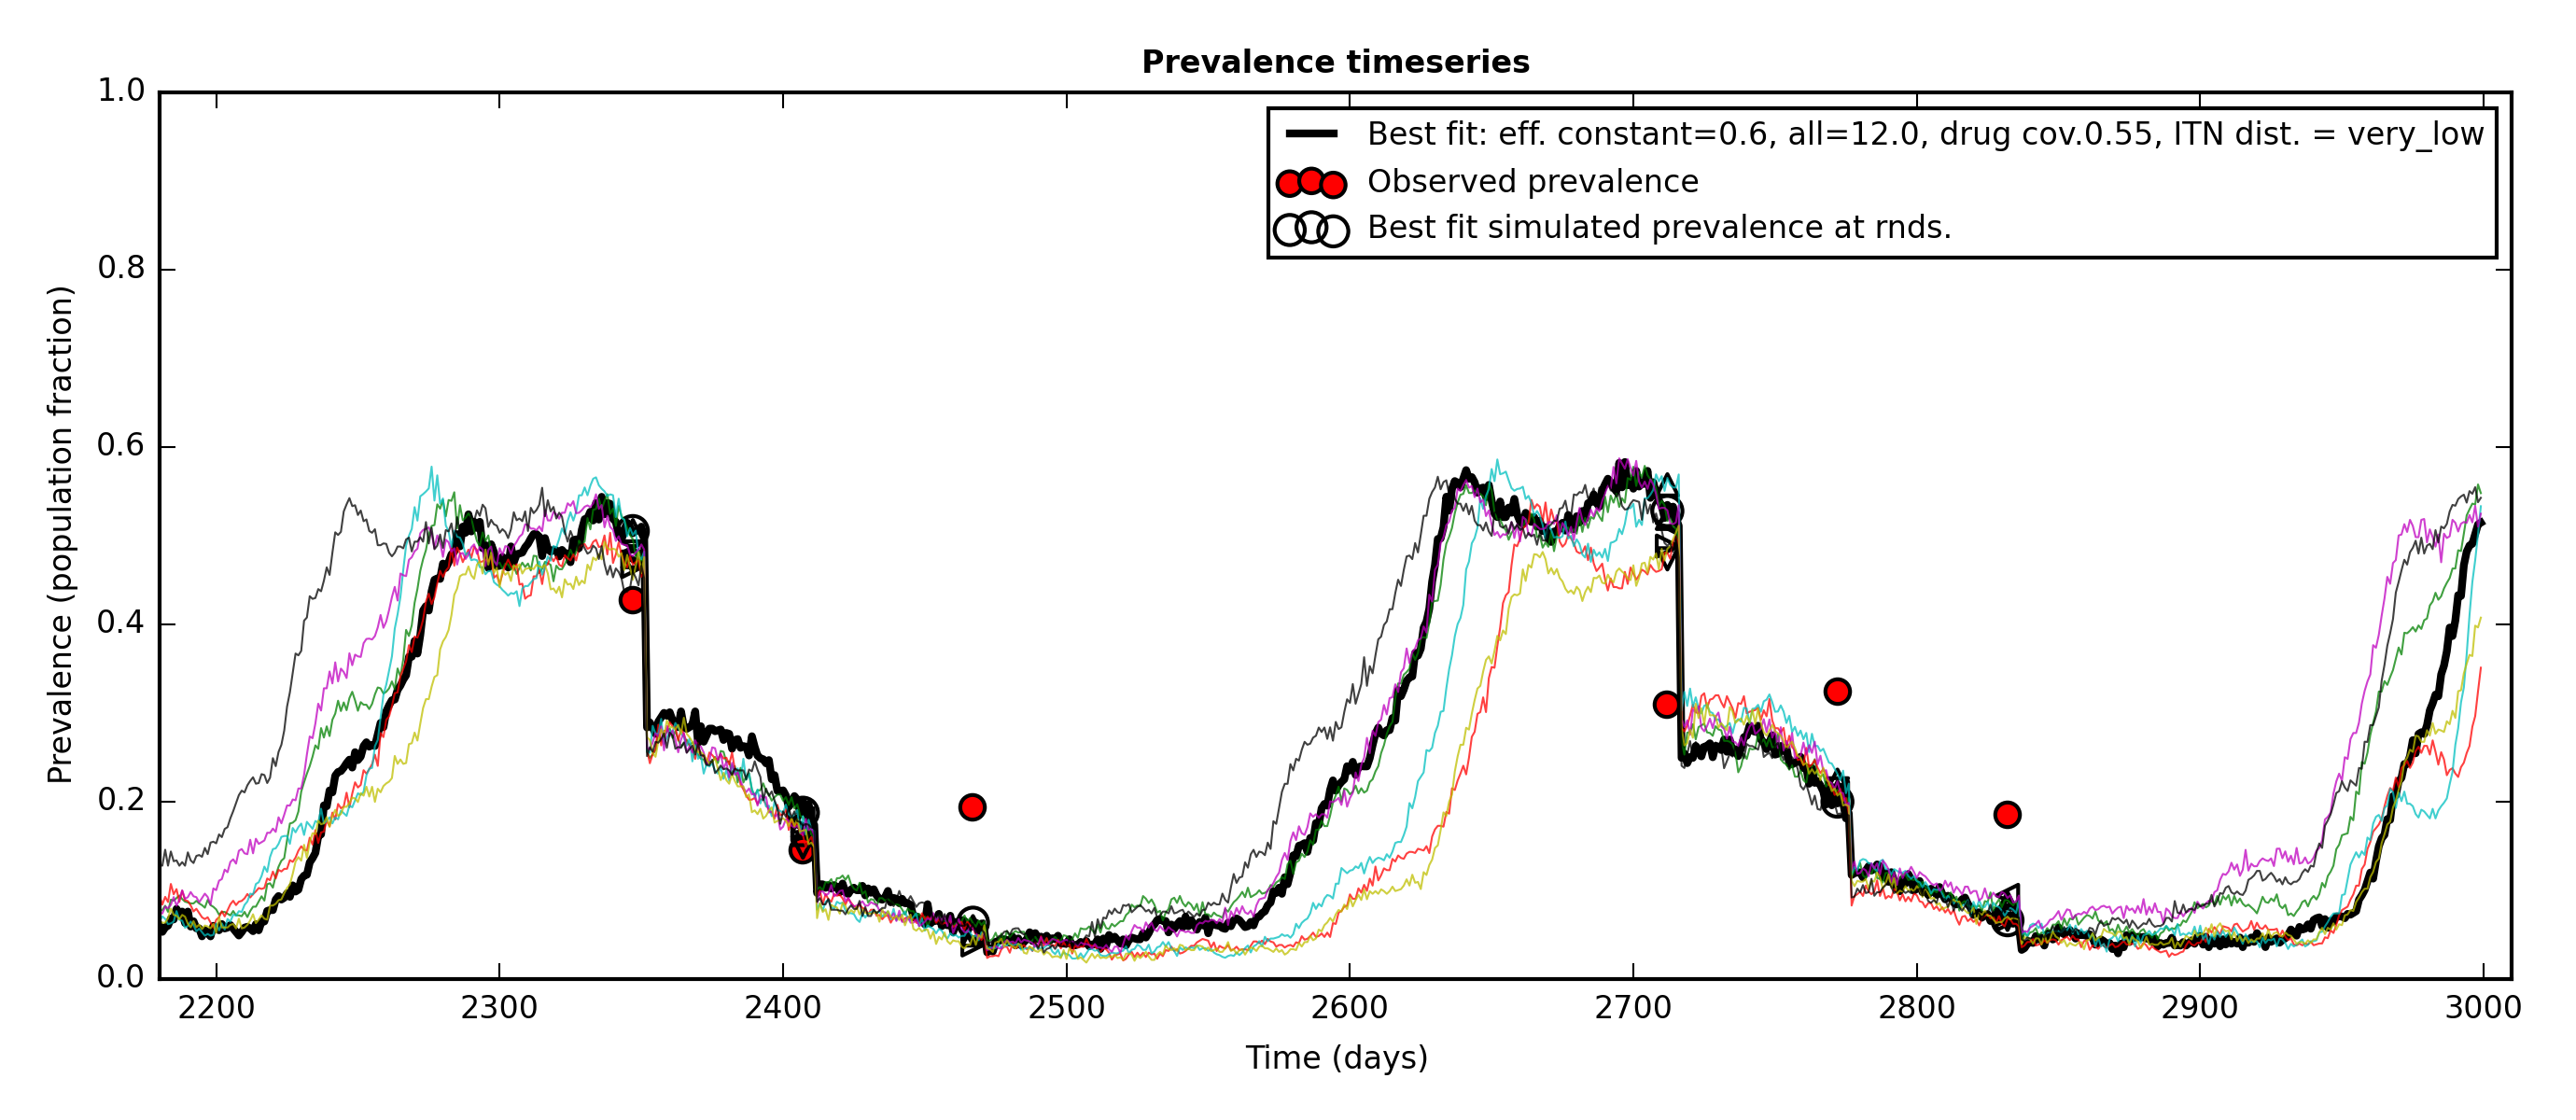 Prevalence timeseries
1.0
0.8
0.6
0.4
0.2
0.0
Prevalence (population fraction)
Best fit: eff. constant=0.6, all=12.0, drug cov.0.55, ITN dist. = very_low
Observed prevalence
Best fit simulated prevalence at rnds.
2200 2300 2400 2500 2600 2700 2800 2900 3000
Time (days)